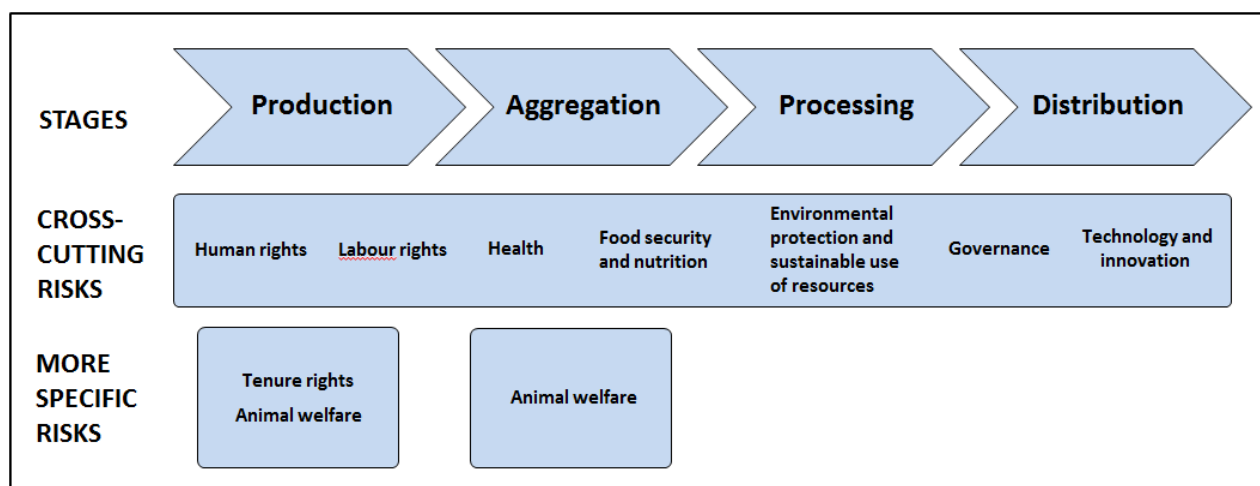 STAGES
Production
Aggregation
Processing
Distribution
CROSS-
CUTTING
RISKS
Human rights
Labour rights
Health
Food security
and nutrition
Environmental
protection and
sustainable use
of resources
Governance
Technology and
innovation
MORE
SPECIFIC
RISKS
Tenure rights
Animal welfare
Animal welfare